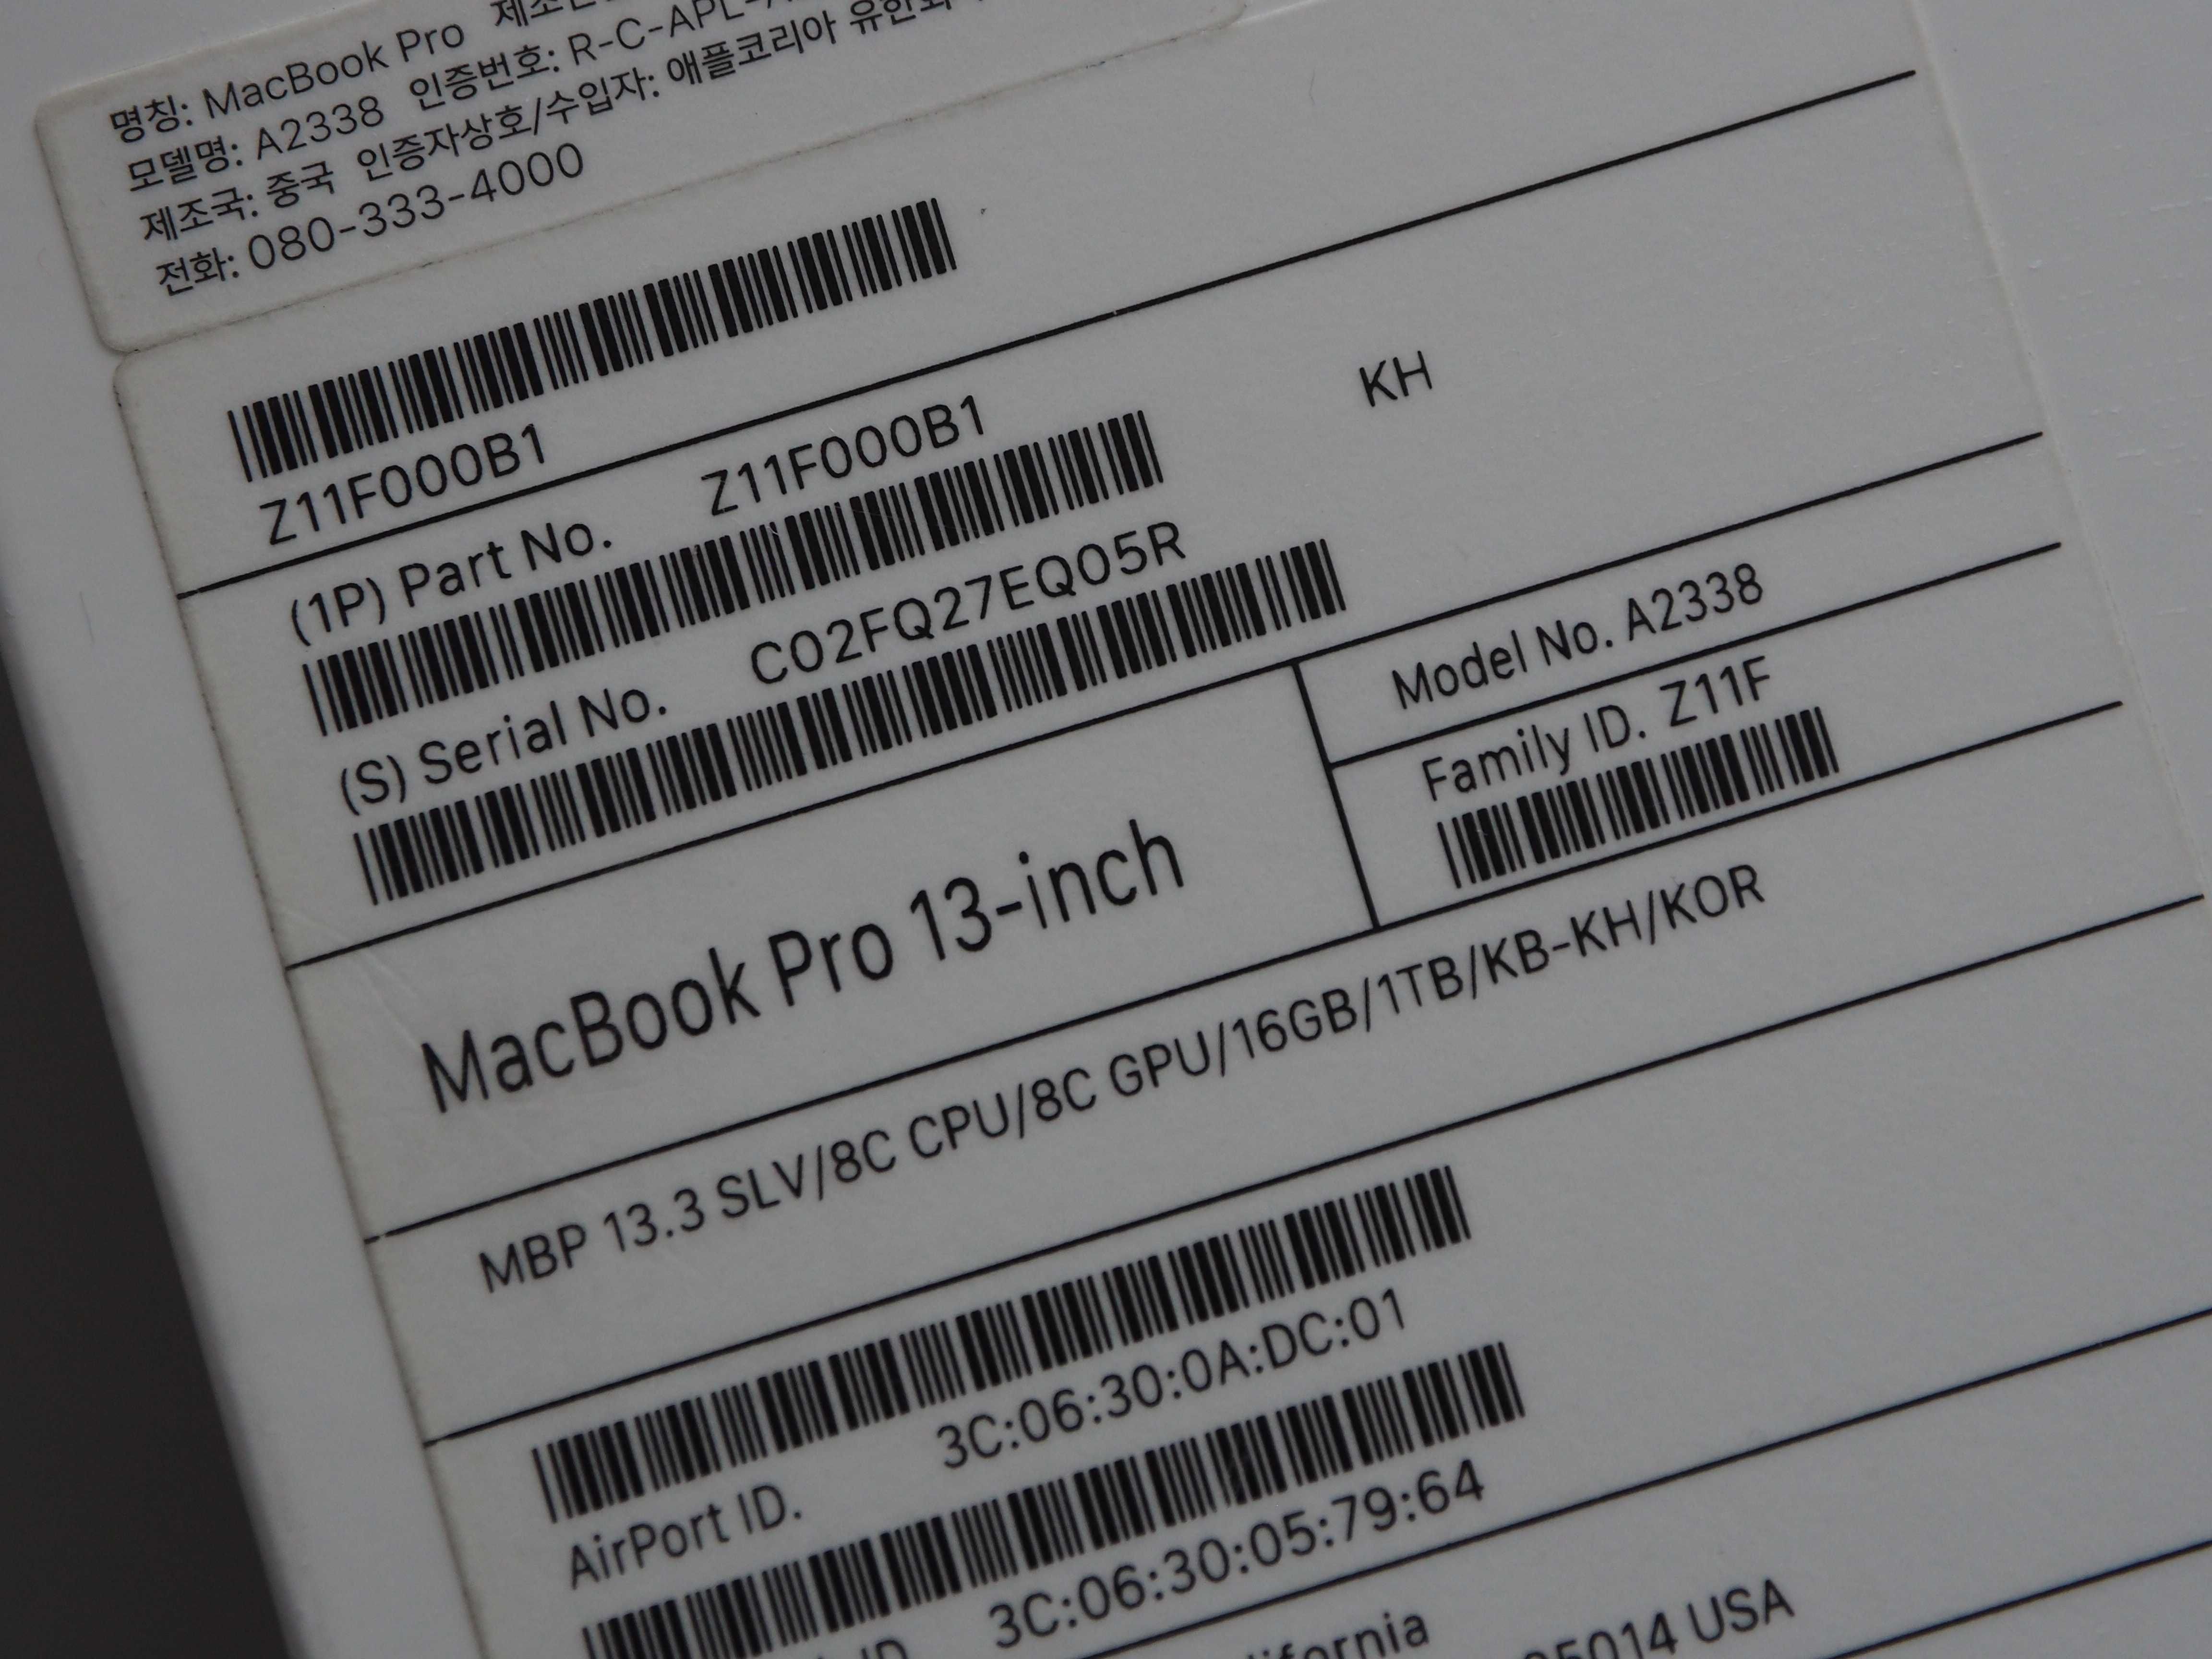 명칭: MacBook Pro
모델명: A2338 인증번호: R-C-APL-
제조국: 중국 인증자상호/수입자: 애플코리아
전화: 080-333-4000
Z11F000B1
(1P) Part No. Z11F000B1 KH
(S) Serial No. C02FQ27EQ05R
MacBook Pro 13-inch
Model No. A2338
Family ID. Z11F
MBP 13.3 SLV/8C CPU/8C GPU/16GB/1TB/KB-KH/KOR
AirPort ID. 3C:06:30:0A:DC:01
ID 3C:06:30:05:79:64
USA